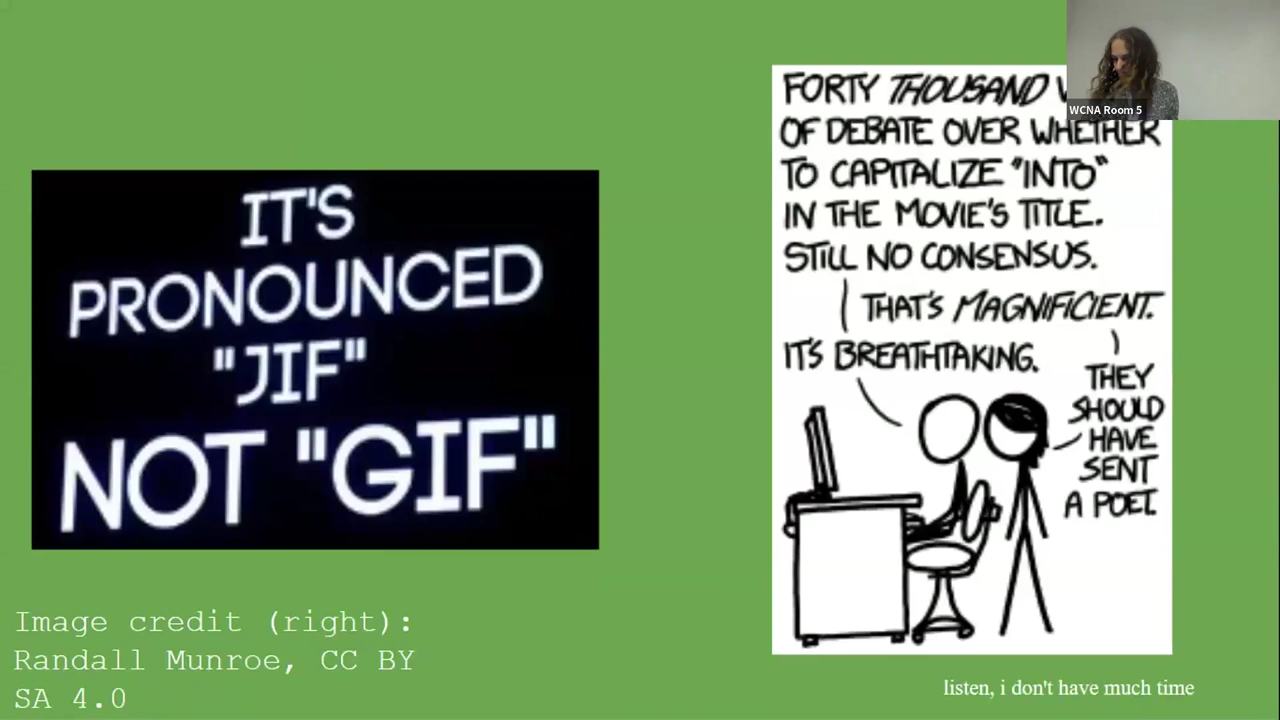 WCNA Room 5
IT'S
PRONOUNCED
"JIF"
NOT "GIF"
FORTY THOUSAND
OF DEBATE OVER WHETHER
TO CAPITALIZE "INTO"
IN THE MOVIE'S TITLE.
STILL NO CONSENSUS.
THAT'S MAGNIFICIENT.
IT'S BREATHTAKING.
THEY
SHOULD
HAVE
SENT
A POET.
Image credit (right):
Randall Munroe, CC BY
SA 4.0
listen, i don't have much time